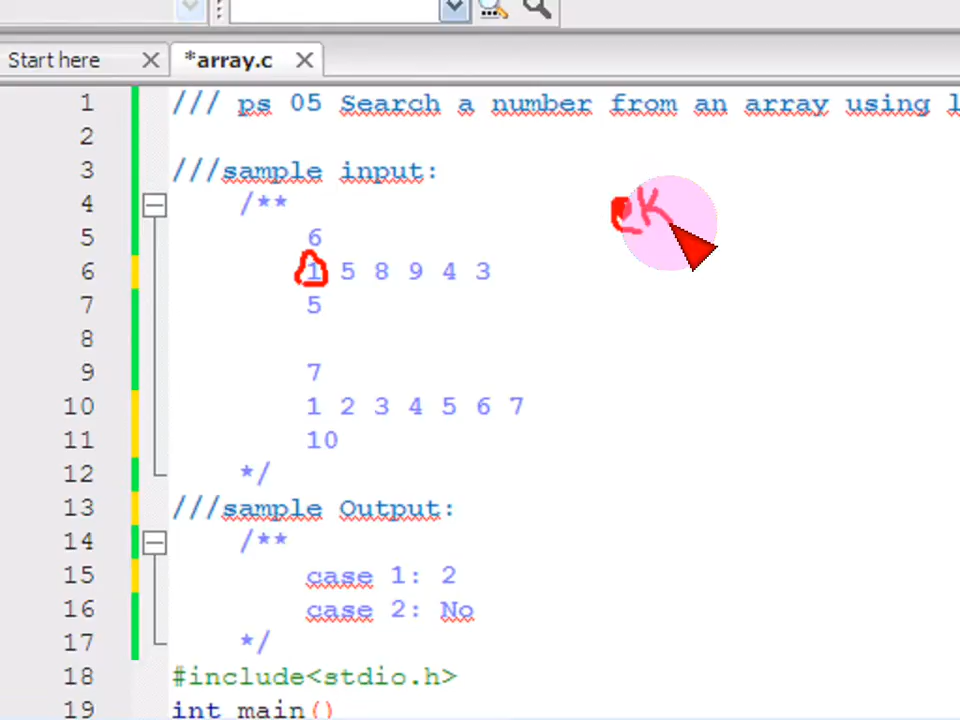 Start here
*array.c
1 /// ps 05 Search a number from an array using
2
3 ///sample input:
4 /**
5 6
6 1 5 8 9 4 3
7 5
8
9 7
10 1 2 3 4 5 6 7
11 10
12 */
13 ///sample Output:
14 /**
15 case 1: 2
16 case 2: No
17 */
18 #include<stdio.h>
19 int main()